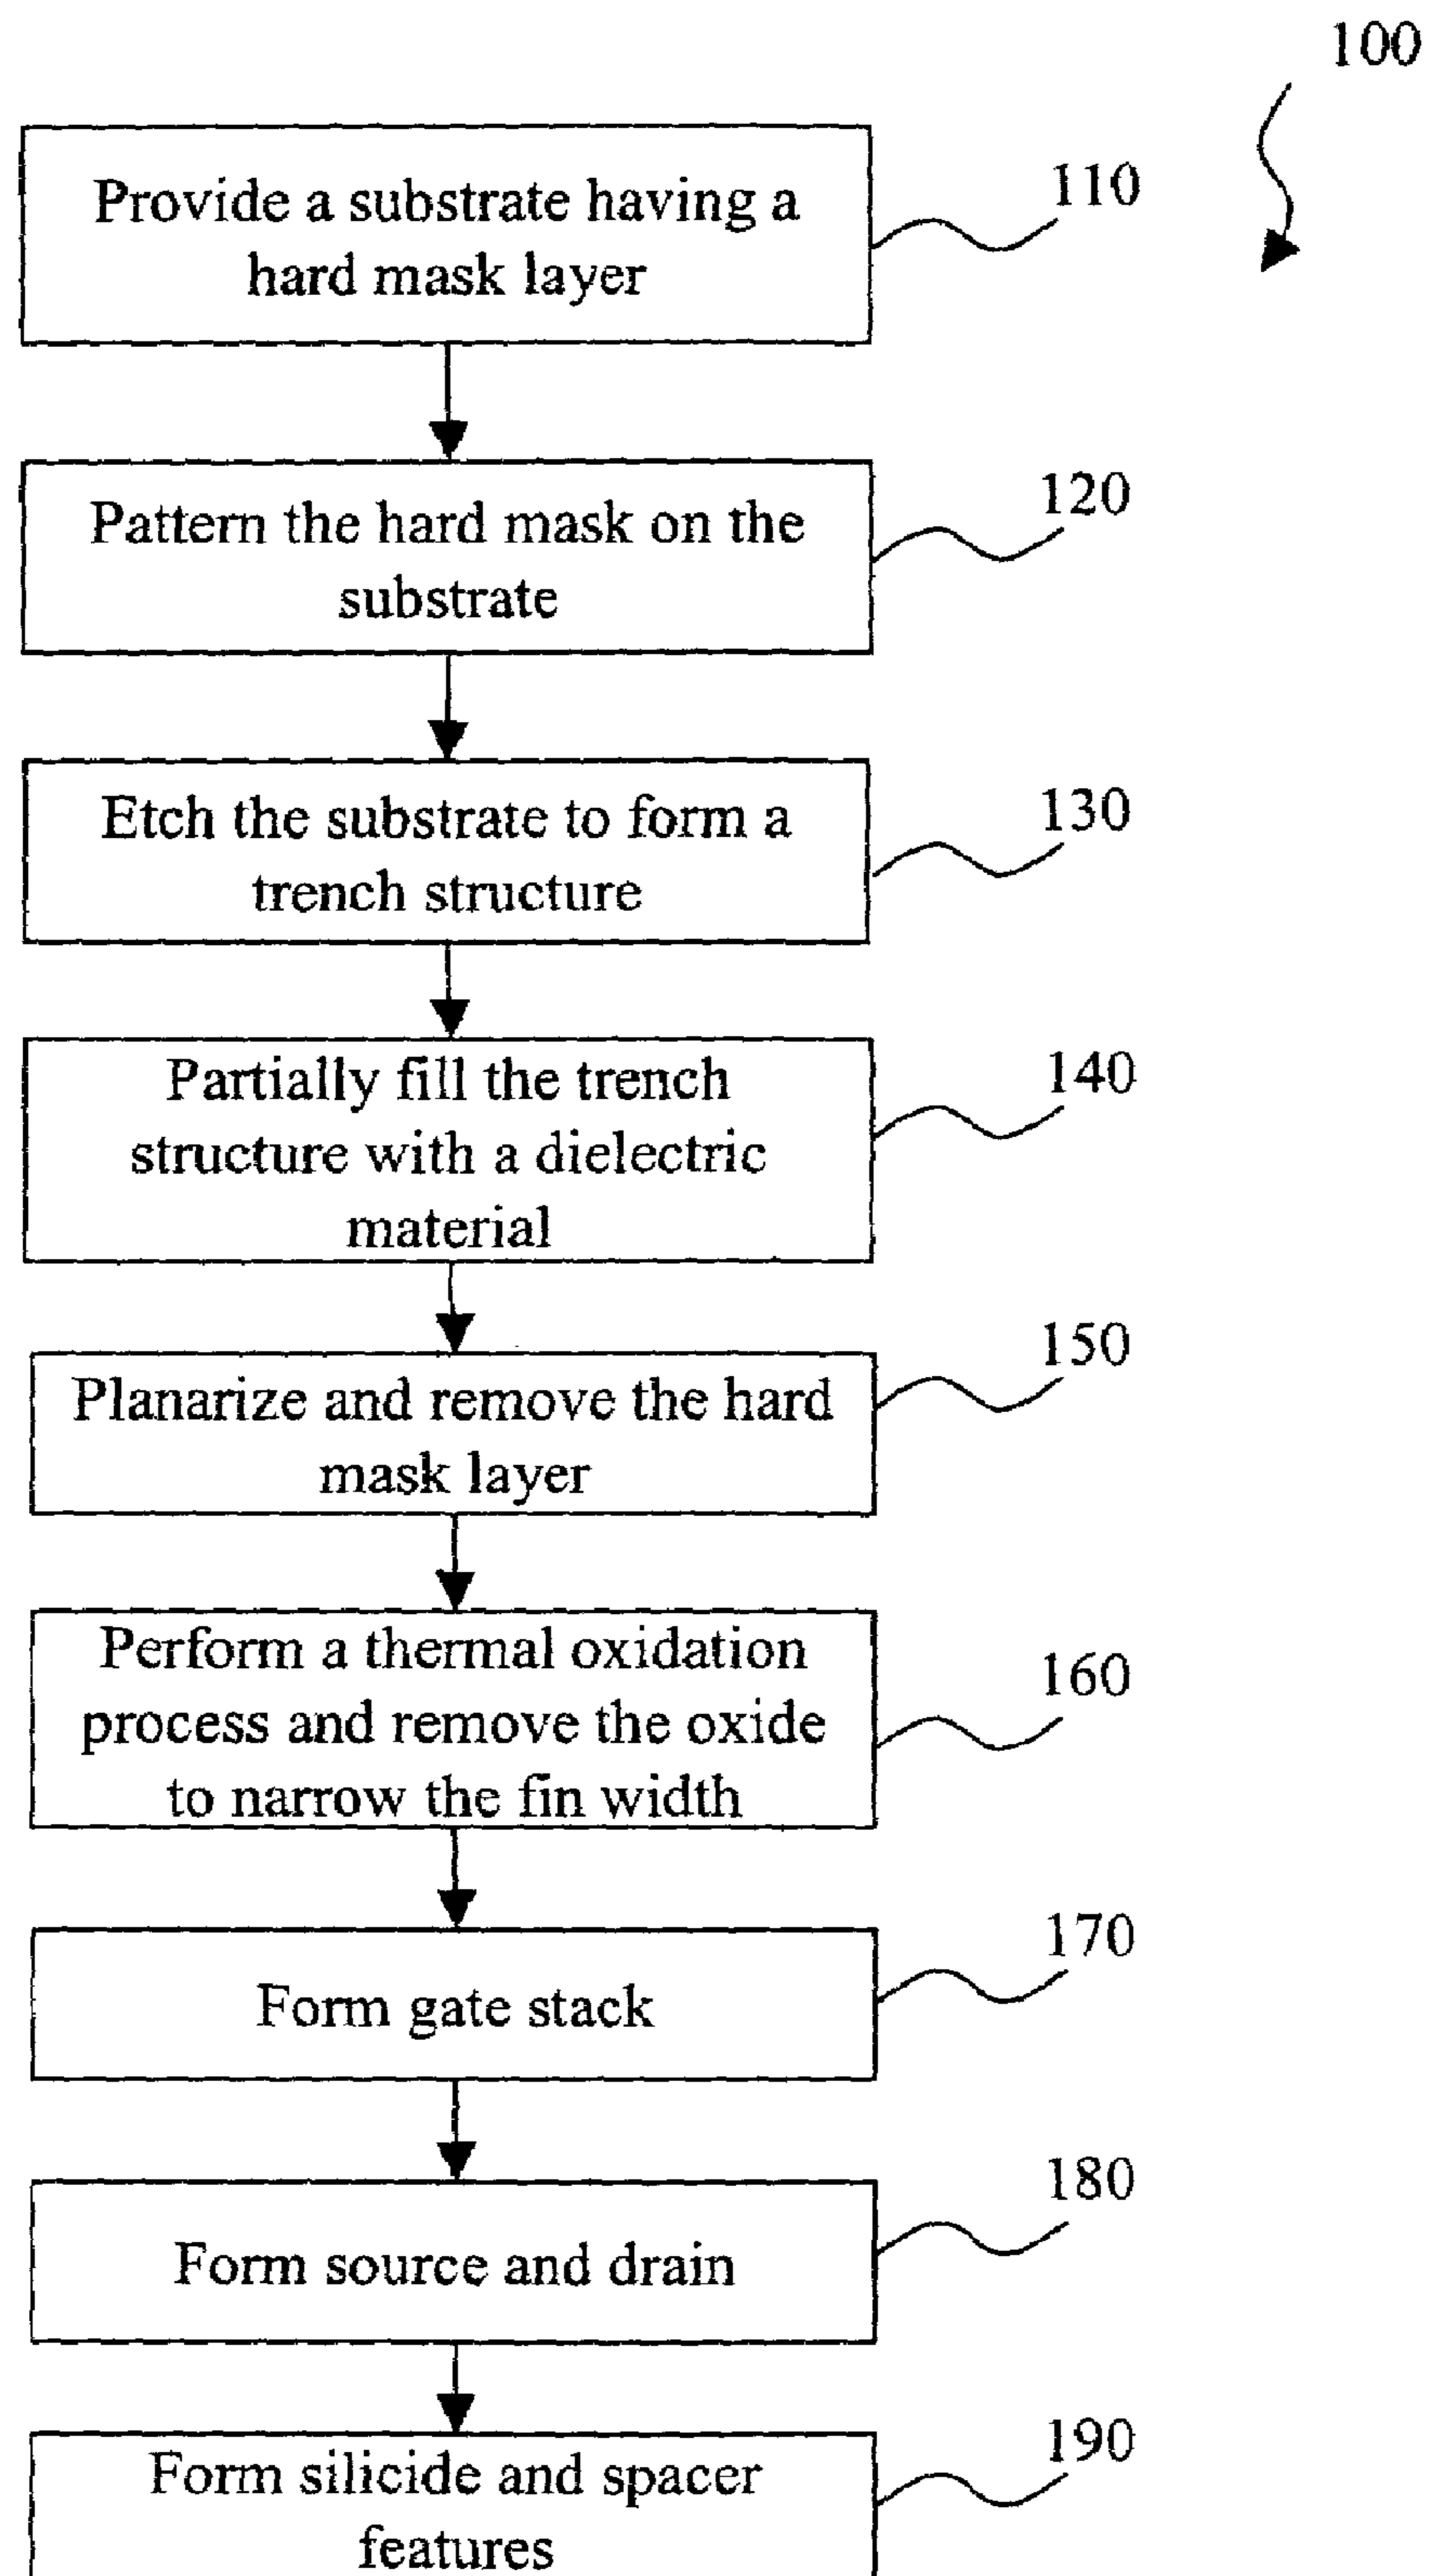 100
Provide a substrate having a
hard mask layer
110
Pattern the hard mask on the
substrate
120
Etch the substrate to form a
trench structure
130
Partially fill the trench
structure with a dielectric
material
140
Planarize and remove the hard
mask layer
150
Perform a thermal oxidation
process and remove the oxide
to narrow the fin width
160
Form gate stack
170
Form source and drain
180
Form silicide and spacer
features
190